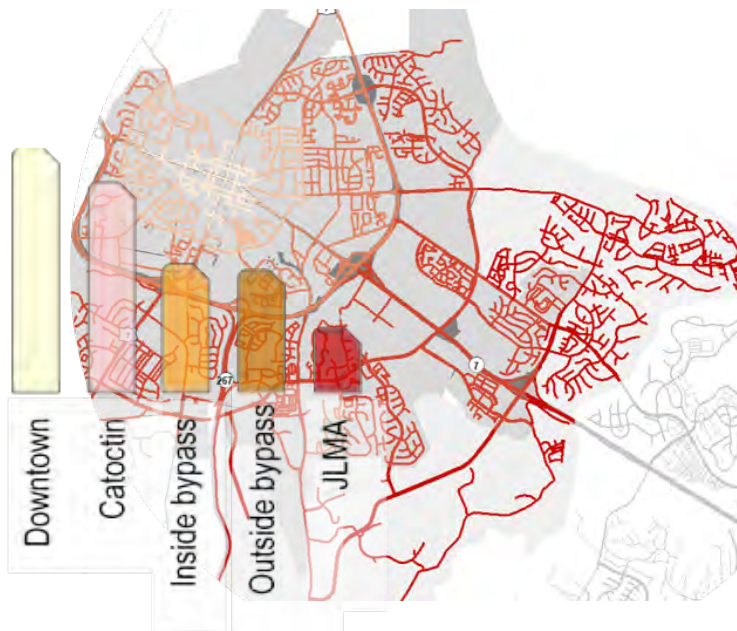 Downtown
Catoctin
Inside bypass
Outside bypass
JLMA
267
7